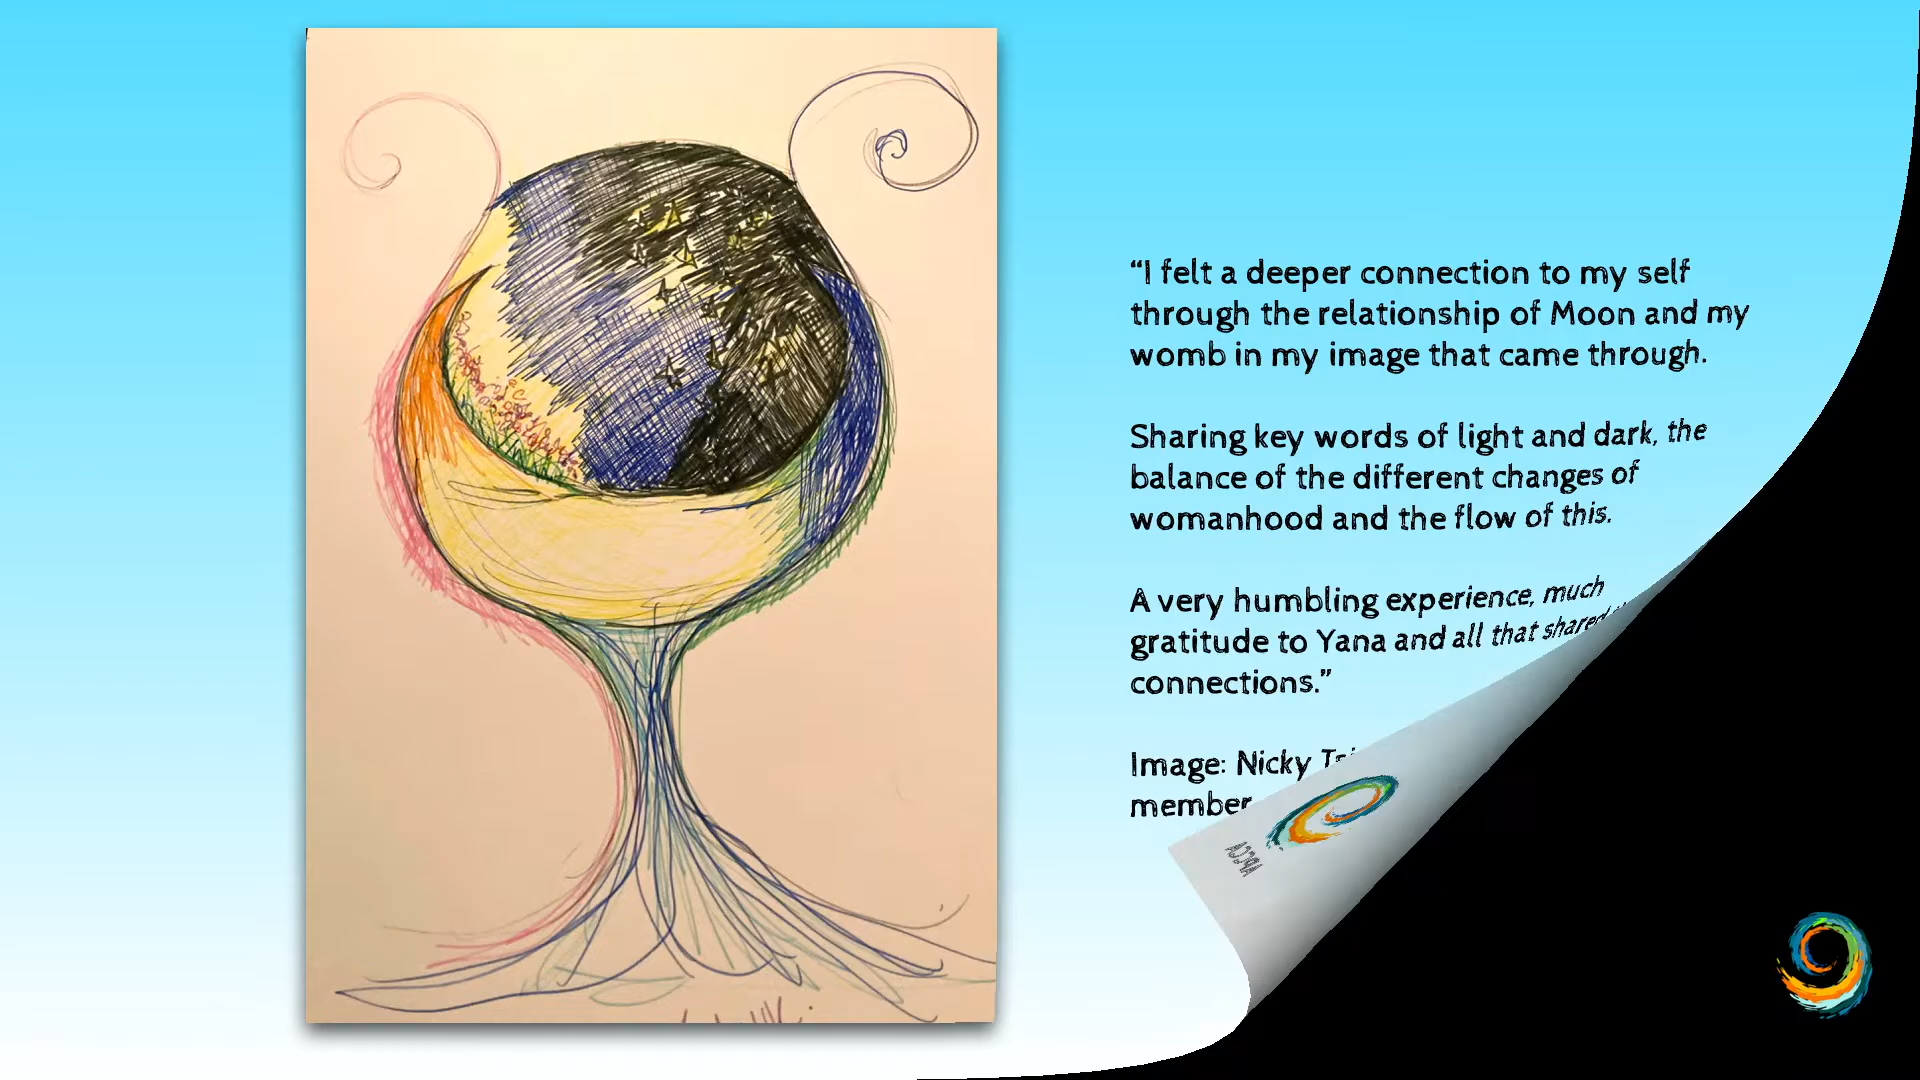 “I felt a deeper connection to my self
through the relationship of Moon and my
womb in my image that came through.
Sharing key words of light and dark, the
balance of the different changes of
womanhood and the flow of this.
A very humbling experience, much
gratitude to Yana and all that shared
connections.”
Image: Nicky
member